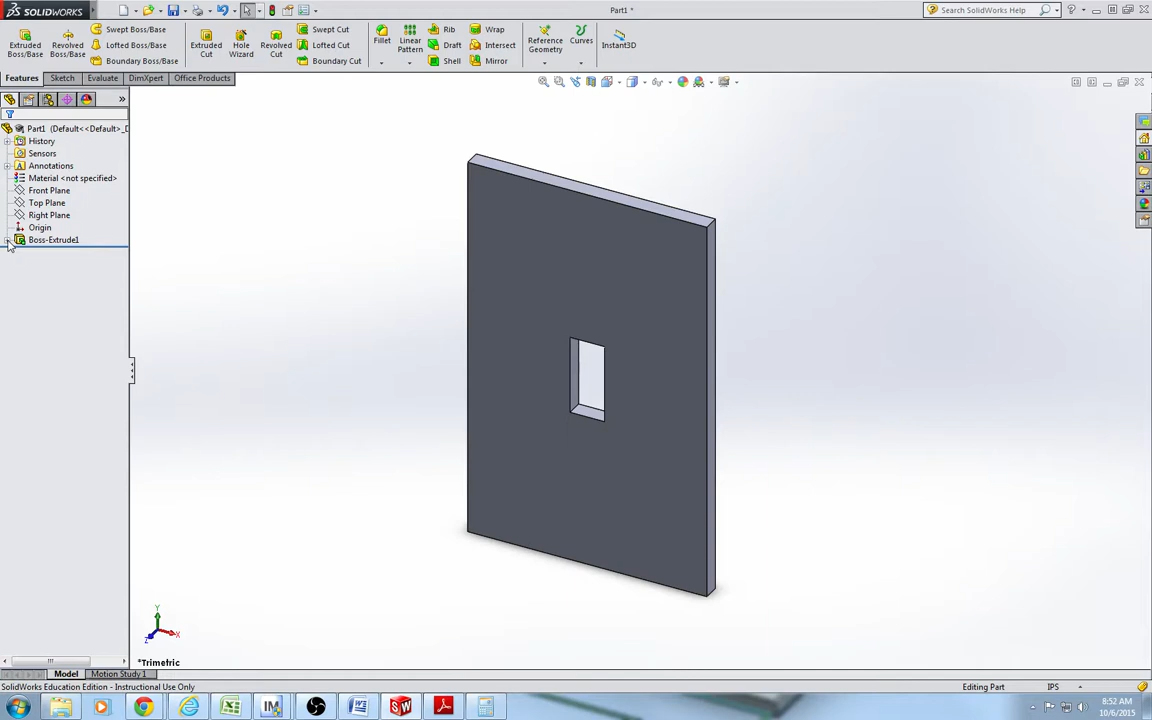 SOLIDWORKS
Part1 *
Search SolidWorks Help
Extruded Boss/Base
Revolved Boss/Base
Swept Boss/Base
Lofted Boss/Base
Boundary Boss/Base
Extruded Cut
Hole Wizard
Revolved Cut
Swept Cut
Lofted Cut
Boundary Cut
Fillet
Linear Pattern
Rib
Draft
Shell
Wrap
Intersect
Mirror
Reference Geometry
Curves
Instant3D
Features Sketch Evaluate DimXpert Office Products
Part1 (Default<<Default>_D
History
Sensors
Annotations
Material <not specified>
Front Plane
Top Plane
Right Plane
Origin
Boss-Extrude1
Y
X
Z
*Trimetric
Model Motion Study 1
SolidWorks Education Edition - Instructional Use Only
Editing Part
IPS
8:52 AM
10/6/2015